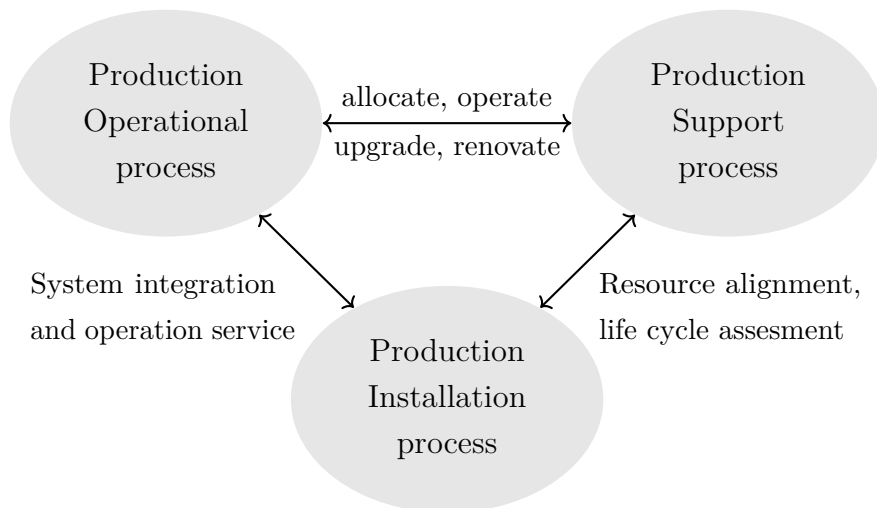 Production
Operational
process
allocate, operate
upgrade, renovate
Production
Support
process
System integration
and operation service
Resource alignment,
life cycle assesment
Production
Installation
process